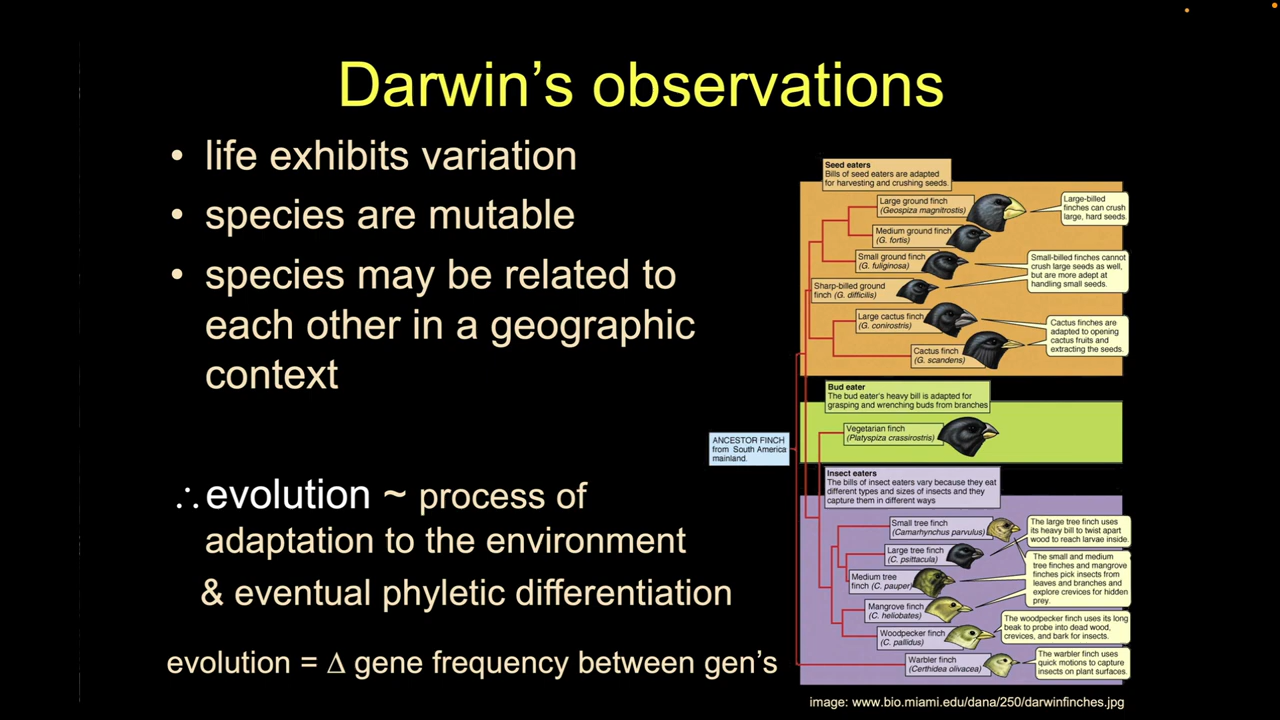 Darwin’s observations
• life exhibits variation
• species are mutable
• species may be related to
each other in a geographic
context
∴ evolution ~ process of
adaptation to the environment
& eventual phyletic differentiation
evolution = Δ gene frequency between gen’s
Seed eaters
Bills of seed eaters are adapted
for harvesting and crushing seeds.
Large ground finch
(Geospiza magnitrostis)
Large-billed
finches can crush
large, hard seeds.
Medium ground finch
(G. fortis)
Small ground finch
(G. fuliginosa)
Small-billed finches cannot
crush large seeds as well,
but are more adept at
handling small seeds.
Sharp-billed ground
finch (G. difficilis)
Large cactus finch
(G. conirostris)
Cactus finches are
adapted to opening
cactus fruits and
extracting the seeds.
Cactus finch
(G. scandens)
Bud eater
The bud eater's heavy bill is adapted for
grasping and wrenching buds from branches
Vegetarian finch
(Platyspiza crassirostris)
ANCESTOR FINCH
from South America
mainland.
Insect eaters
The bills of insect eaters vary because they eat
different types and sizes of insects and they
capture them in different ways
Small tree finch
(Camarhynchus parvulus)
The large tree finch uses
its heavy bill to twist apart
wood to reach larvae inside.
Large tree finch
(C. psittacula)
Medium tree
finch (C. pauper)
The small and medium
tree finches and mangrove
finches pick insects from
leaves and branches and
explore crevices for hidden
prey.
Mangrove finch
(C. heliobates)
Woodpecker finch
(C. pallidus)
The woodpecker finch uses its long
beak to probe into dead wood,
crevices, and bark for insects.
Warbler finch
(Certhidea olivacea)
The warbler finch uses
quick motions to capture
insects on plant surfaces.
image: www.bio.miami.edu/dana/250/darwinfinches.jpg